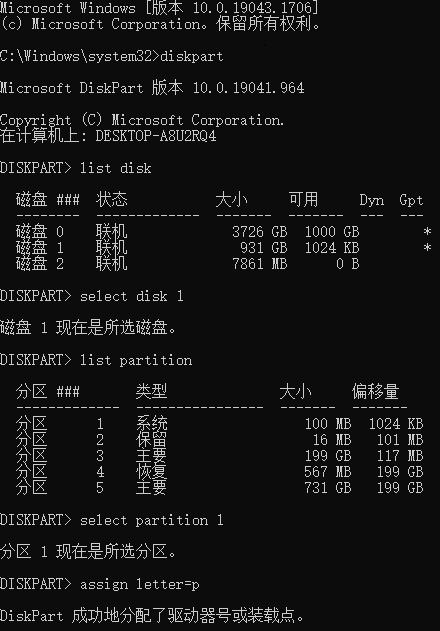 Microsoft Windows [版本 10.0.19043.1706]
(c) Microsoft Corporation。保留所有权利。
C:\Windows\system32>diskpart
Microsoft DiskPart 版本 10.0.19041.964
Copyright (C) Microsoft Corporation.
在计算机上: DESKTOP-A8U2RQ4
DISKPART> list disk
磁盘 ### 状态 大小 可用 Dyn Gpt
-------- ------------- ------- ------- --- ---
磁盘 0 联机 3726 GB 1000 GB *
磁盘 1 联机 931 GB 1024 KB *
磁盘 2 联机 7861 MB 0 B
DISKPART> select disk 1
磁盘 1 现在是所选磁盘。
DISKPART> list partition
分区 ### 类型 大小 偏移量
------------- ---------------- ------- -------
分区 1 系统 100 MB 1024 KB
分区 2 保留 16 MB 101 MB
分区 3 主要 199 GB 117 MB
分区 4 恢复 567 MB 199 GB
分区 5 主要 731 GB 199 GB
DISKPART> select partition 1
分区 1 现在是所选分区。
DISKPART> assign letter=p
DiskPart 成功地分配了驱动器号或装载点。